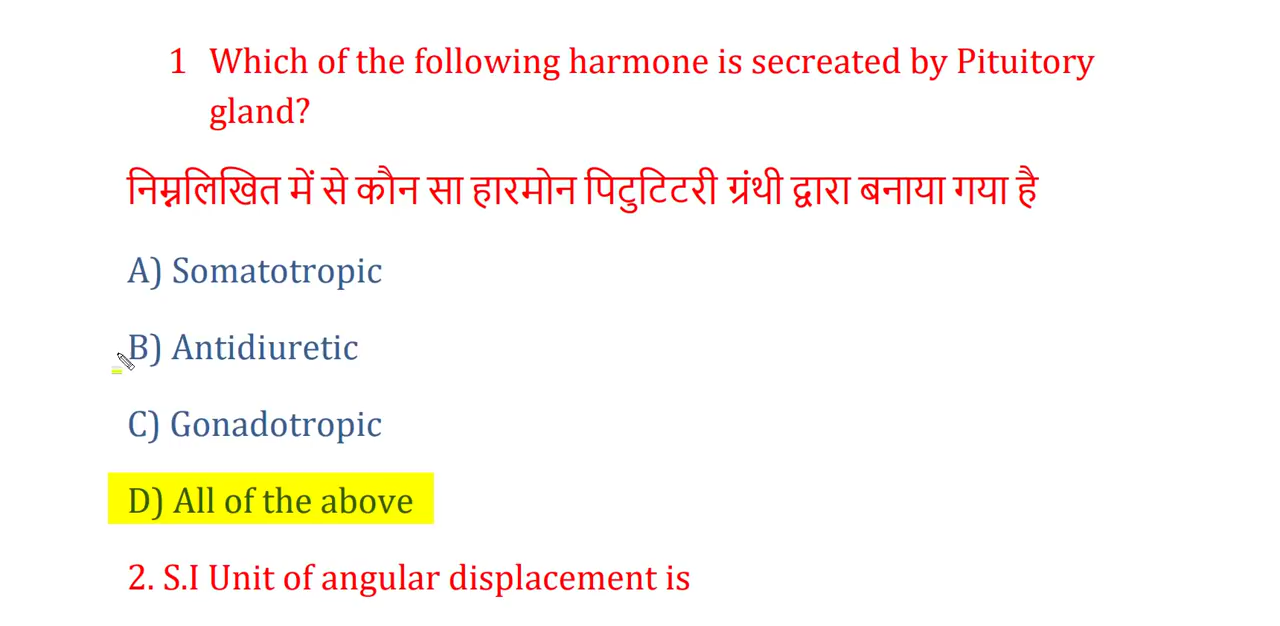 1 Which of the following harmone is secreated by Pituitory
gland?
निम्नलिखित में से कौन सा हारमोन पिटुटिटरी ग्रंथी द्वारा बनाया गया है
A) Somatotropic
B) Antidiuretic
C) Gonadotropic
D) All of the above
2. S.I Unit of angular displacement is